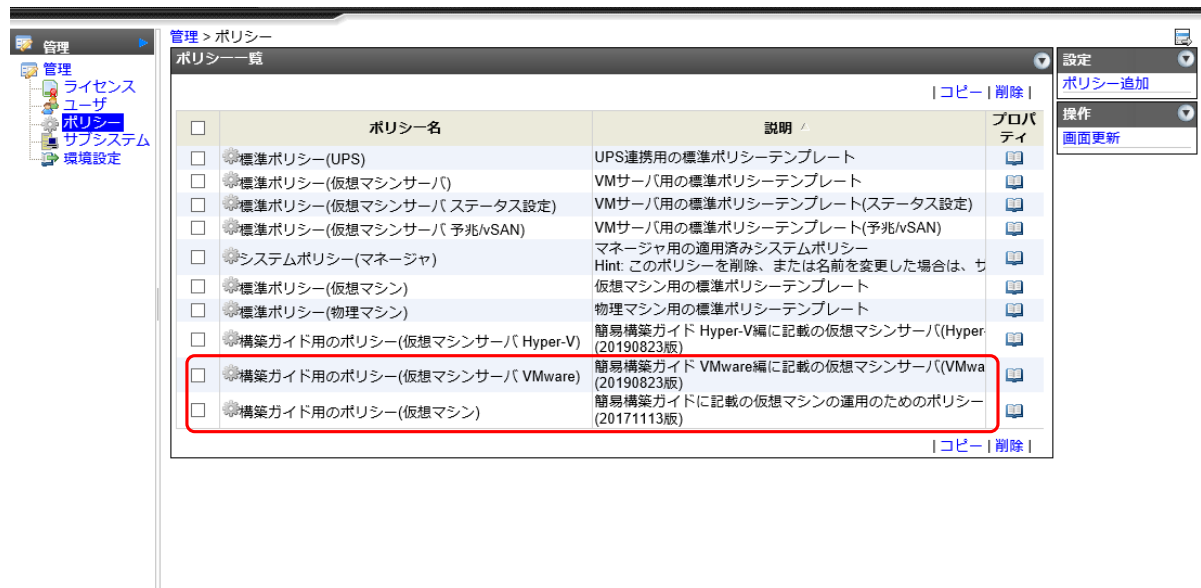 管理 > ポリシー
管理
管理
ライセンス
ユーザ
ポリシー
サブシステム
環境設定
ポリシー一覧
| コピー | 削除 |
ポリシー名 説明 プロパティ
標準ポリシー(UPS) UPS連携用の標準ポリシーテンプレート
標準ポリシー(仮想マシンサーバ) VMサーバ用の標準ポリシーテンプレート
標準ポリシー(仮想マシンサーバ ステータス設定) VMサーバ用の標準ポリシーテンプレート(ステータス設定)
標準ポリシー(仮想マシンサーバ 予兆/vSAN) VMサーバ用の標準ポリシーテンプレート(予兆/vSAN)
システムポリシー(マネージャ) マネージャ用の適用済みシステムポリシー
Hint: このポリシーを削除、または名前を変更した場合は、サ
標準ポリシー(仮想マシン) 仮想マシン用の標準ポリシーテンプレート
標準ポリシー(物理マシン) 物理マシン用の標準ポリシーテンプレート
構築ガイド用のポリシー(仮想マシンサーバ Hyper-V) 簡易構築ガイド Hyper-V編に記載の仮想マシンサーバ(Hyper-
(20190823版)
構築ガイド用のポリシー(仮想マシンサーバ VMware) 簡易構築ガイド VMware編に記載の仮想マシンサーバ(VMwa
(20190823版)
構築ガイド用のポリシー(仮想マシン) 簡易構築ガイドに記載の仮想マシンの運用のためのポリシー
(20171113版)
| コピー | 削除 |
設定
ポリシー追加
操作
画面更新